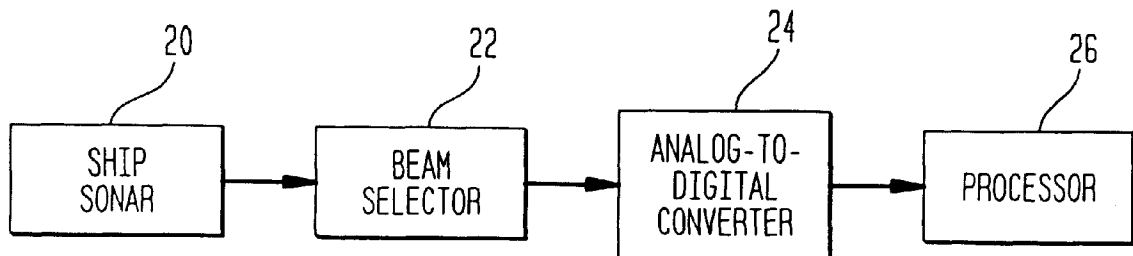 20
22
24
26
SHIP
SONAR
BEAM
SELECTOR
ANALOG-TO-
DIGITAL
CONVERTER
PROCESSOR